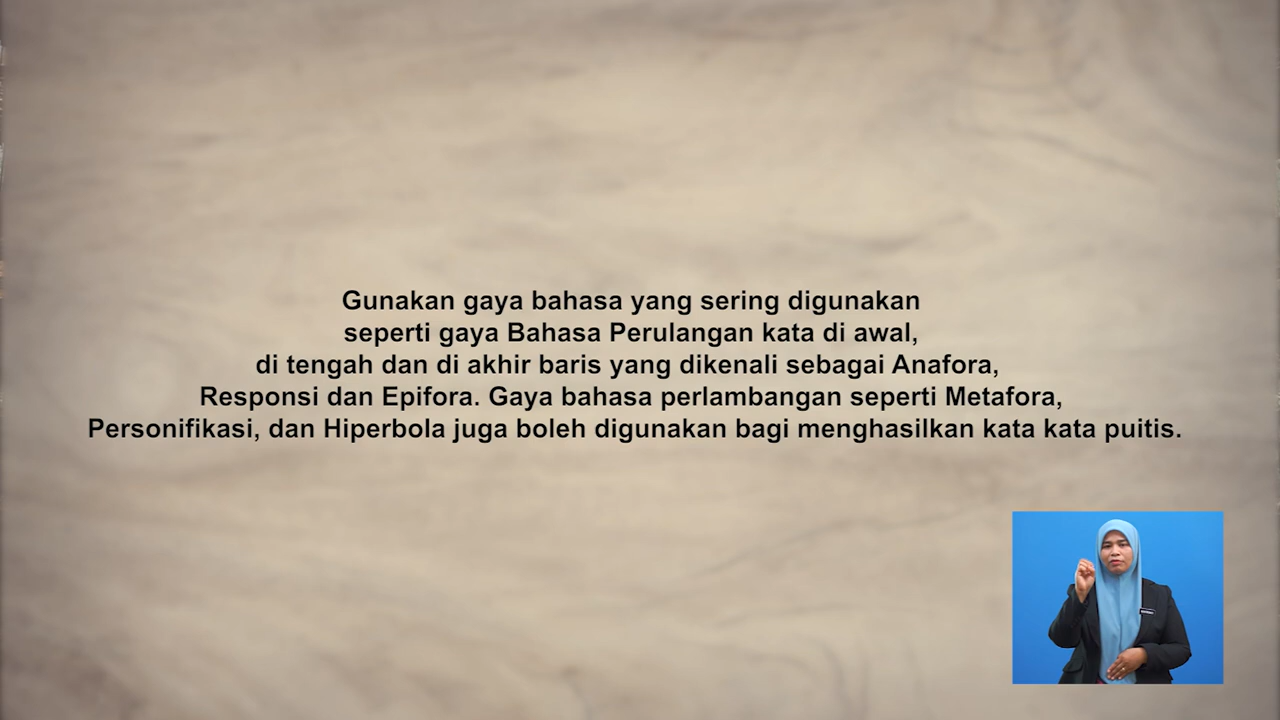 Gunakan gaya bahasa yang sering digunakan
seperti gaya Bahasa Perulangan kata di awal,
di tengah dan di akhir baris yang dikenali sebagai Anafora,
Responsi dan Epifora. Gaya bahasa perlambangan seperti Metafora,
Personifikasi, dan Hiperbola juga boleh digunakan bagi menghasilkan kata kata puitis.